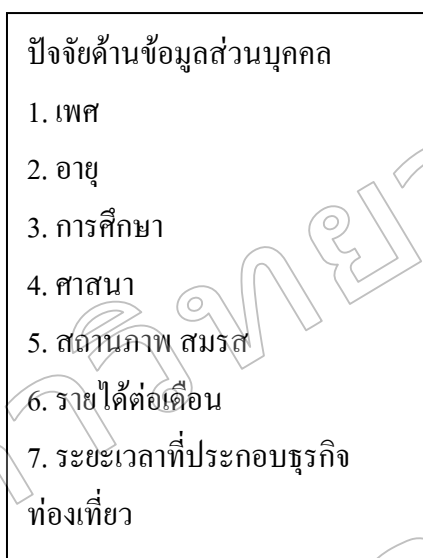 ปัจจัยด้านข้อมูลส่วนบุคคล
1. เพศ
2. อายุ
3. การศึกษา
4. ศาสนา
5. สถานภาพ สมรส
6. รายได้ต่อเดือน
7. ระยะเวลาที่ประกอบธุรกิจ
ท่องเที่ยว